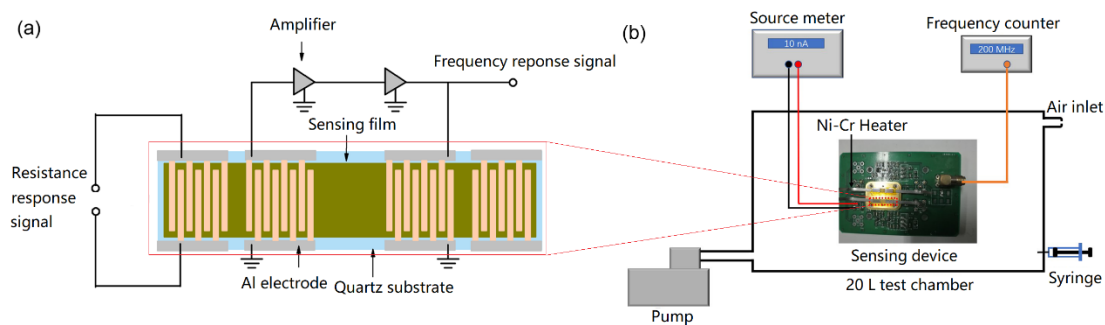 (a)
Amplifier
Frequency reponse signal
Sensing film
Resistance
response
signal
Al electrode
Quartz substrate
(b)
Source meter
10 nA
Frequency counter
200 MHz
Air inlet
Ni-Cr Heater
Sensing device
Syringe
20 L test chamber
Pump